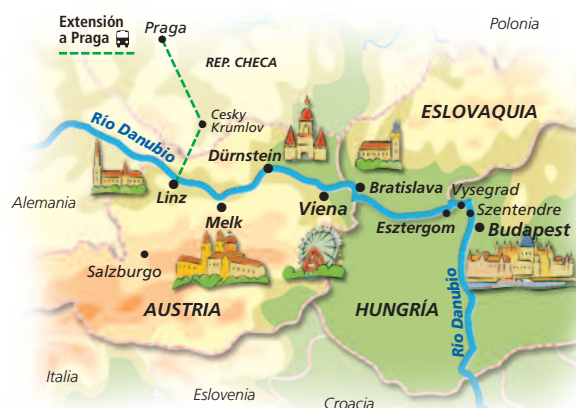 Extensión
a Praga
Praga
Polonia
REP. CHECA
Cesky
Krumlov
ESLOVAQUIA
Río Danubio
Dürnstein
Alemania
Linz
Melk
Viena
Bratislava
Vysegrad
Esztergom
Szentendre
Budapest
Salzburgo
AUSTRIA
HUNGRÍA
Río Danubio
Italia
Eslovenia
Croacia